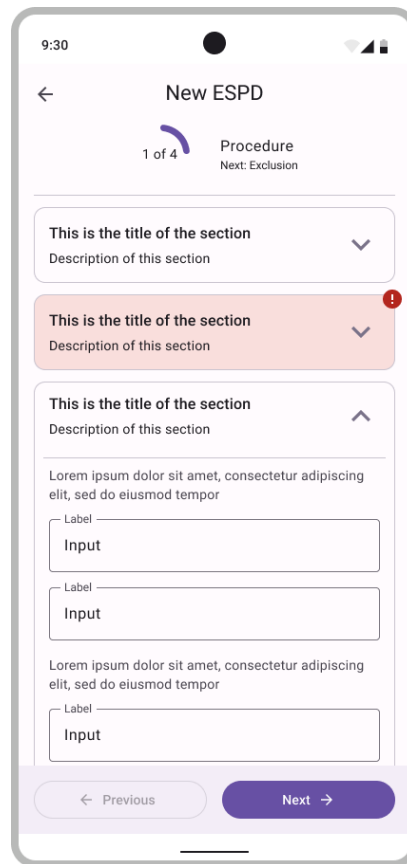 9:30
New ESPD
1 of 4
Procedure
Next: Exclusion
This is the title of the section
Description of this section
!
This is the title of the section
Description of this section
This is the title of the section
Description of this section
Lorem ipsum dolor sit amet, consectetur adipiscing
elit, sed do eiusmod tempor
Label
Input
Label
Input
Lorem ipsum dolor sit amet, consectetur adipiscing
elit, sed do eiusmod tempor
Label
Input
Previous
Next